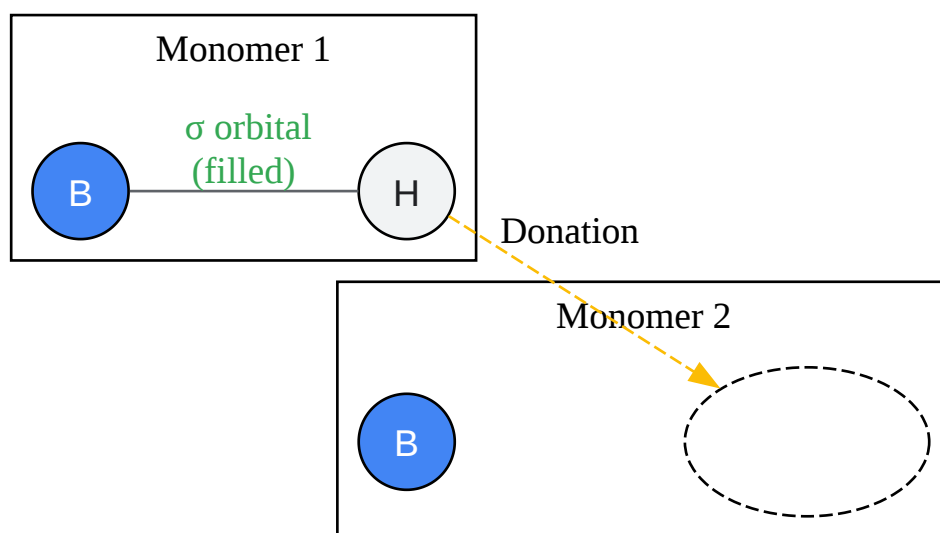 Monomer 1
σ orbital
(filled)
B
H
Donation
Monomer 2
B